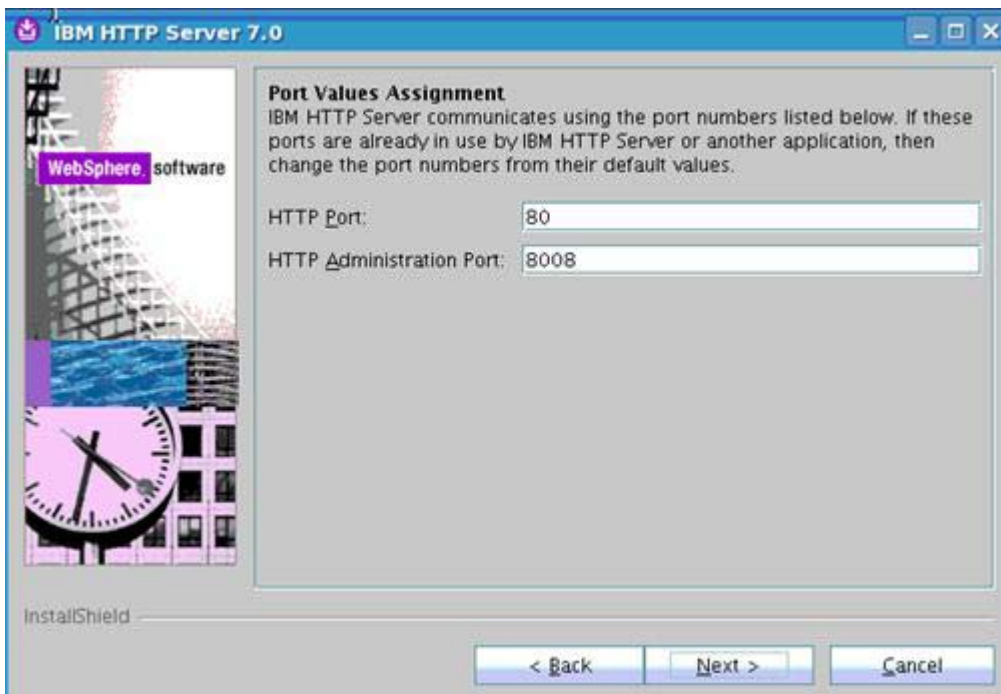 IBM HTTP Server 7.0
WebSphere. software
Port Values Assignment
IBM HTTP Server communicates using the port numbers listed below. If these
ports are already in use by IBM HTTP Server or another application, then
change the port numbers from their default values.
HTTP Port: 80
HTTP Administration Port: 8008
InstallShield
< Back Next > Cancel